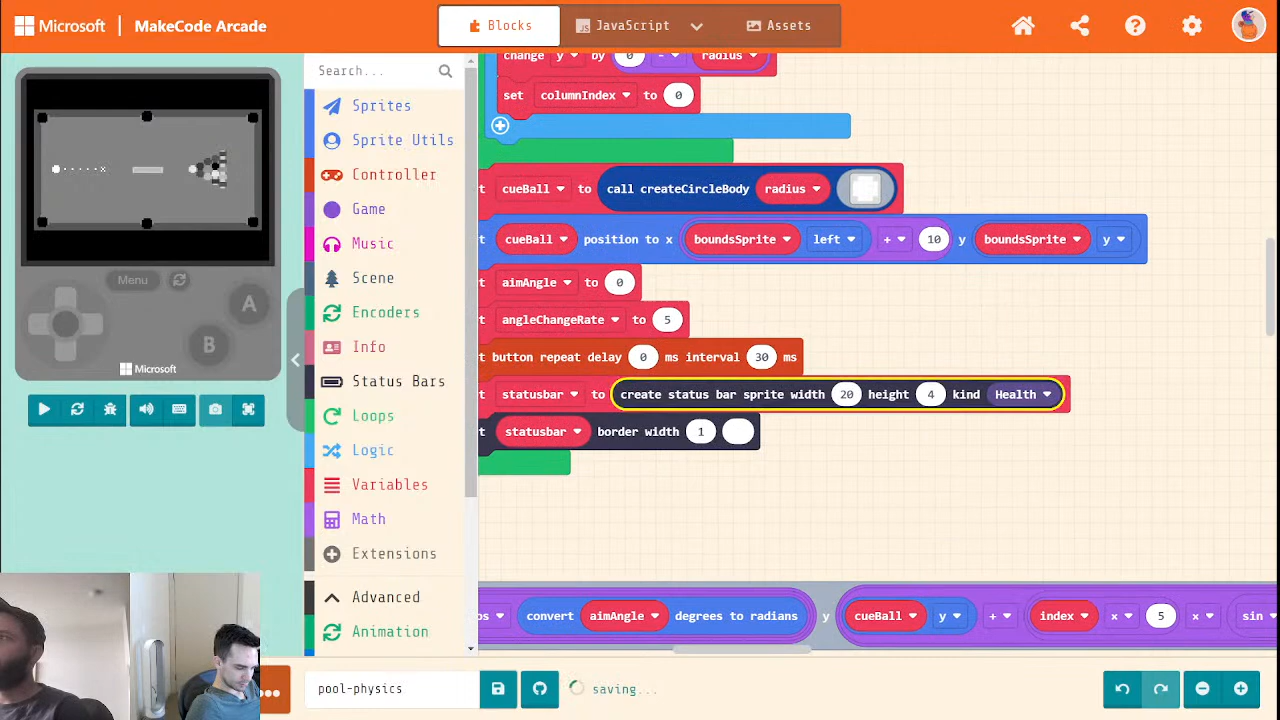 Microsoft | MakeCode Arcade
Blocks
JavaScript
Assets
Search...
Sprites
Sprite Utils
Controller
Game
Music
Scene
Encoders
Info
Status Bars
Loops
Logic
Variables
Math
Extensions
Advanced
Animation
Menu
A
B
Microsoft
change y by 0 - radius
set columnIndex to 0
t cueBall to call createCircleBody radius
t cueBall position to x boundsSprite left + 10 y boundsSprite y
t aimAngle to 0
t angleChangeRate to 5
t button repeat delay 0 ms interval 30 ms
t statusbar to create status bar sprite width 20 height 4 kind Health
t statusbar border width 1
os convert aimAngle degrees to radians y cueBall y + index x 5 x sin
pool-physics
saving...